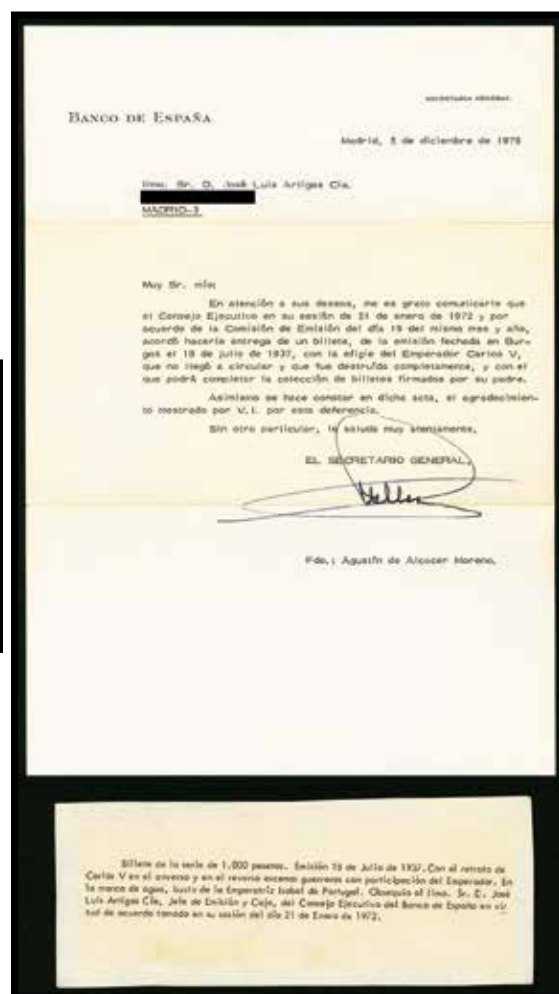 SECRETARIA GENERAL
BANCO DE ESPAÑA
Madrid, 5 de diciembre de 1978
Ilmo. Sr. D. José Luis Artigas Cía.
MADRID-3
Muy Sr. mío:
En atención a sus deseos, me es grato comunicarle que
el Consejo Ejecutivo en su sesión de 21 de enero de 1972 y por
acuerdo de la Comisión de Emisión del día 19 del mismo mes y año,
acordó hacerle entrega de un billete, de la emisión fechada en Bur-
gos el 18 de julio de 1937, con la efigie del Emperador Carlos V,
que no llegó a circular y que fue destruída completamente, y con el
que podrá completar la colección de billetes firmados por su padre.
Asimismo se hace constar en dicha acta, el agradecimien-
to mostrado por V.I. por esta deferencia.
Sin otro particular, le saluda muy atentamente,
EL SECRETARIO GENERAL,
Fdo.: Agustín de Alcocer Moreno.
Billete de la serie de 1.000 pesetas. Emisión 18 de Julio de 1937. Con el retrato de
Carlos V en el anverso y en el reverso escenas guerreras con participación del Emperador. En
la marca de agua, busto de la Emperatriz Isabel de Portugal. Obsequio al Ilmo. Sr. D. José
Luis Artigas Cía, Jefe de Emisión y Caja, del Consejo Ejecutivo del Banco de España en vir
tud de acuerdo tomado en su sesión del día 21 de Enero de 1972.